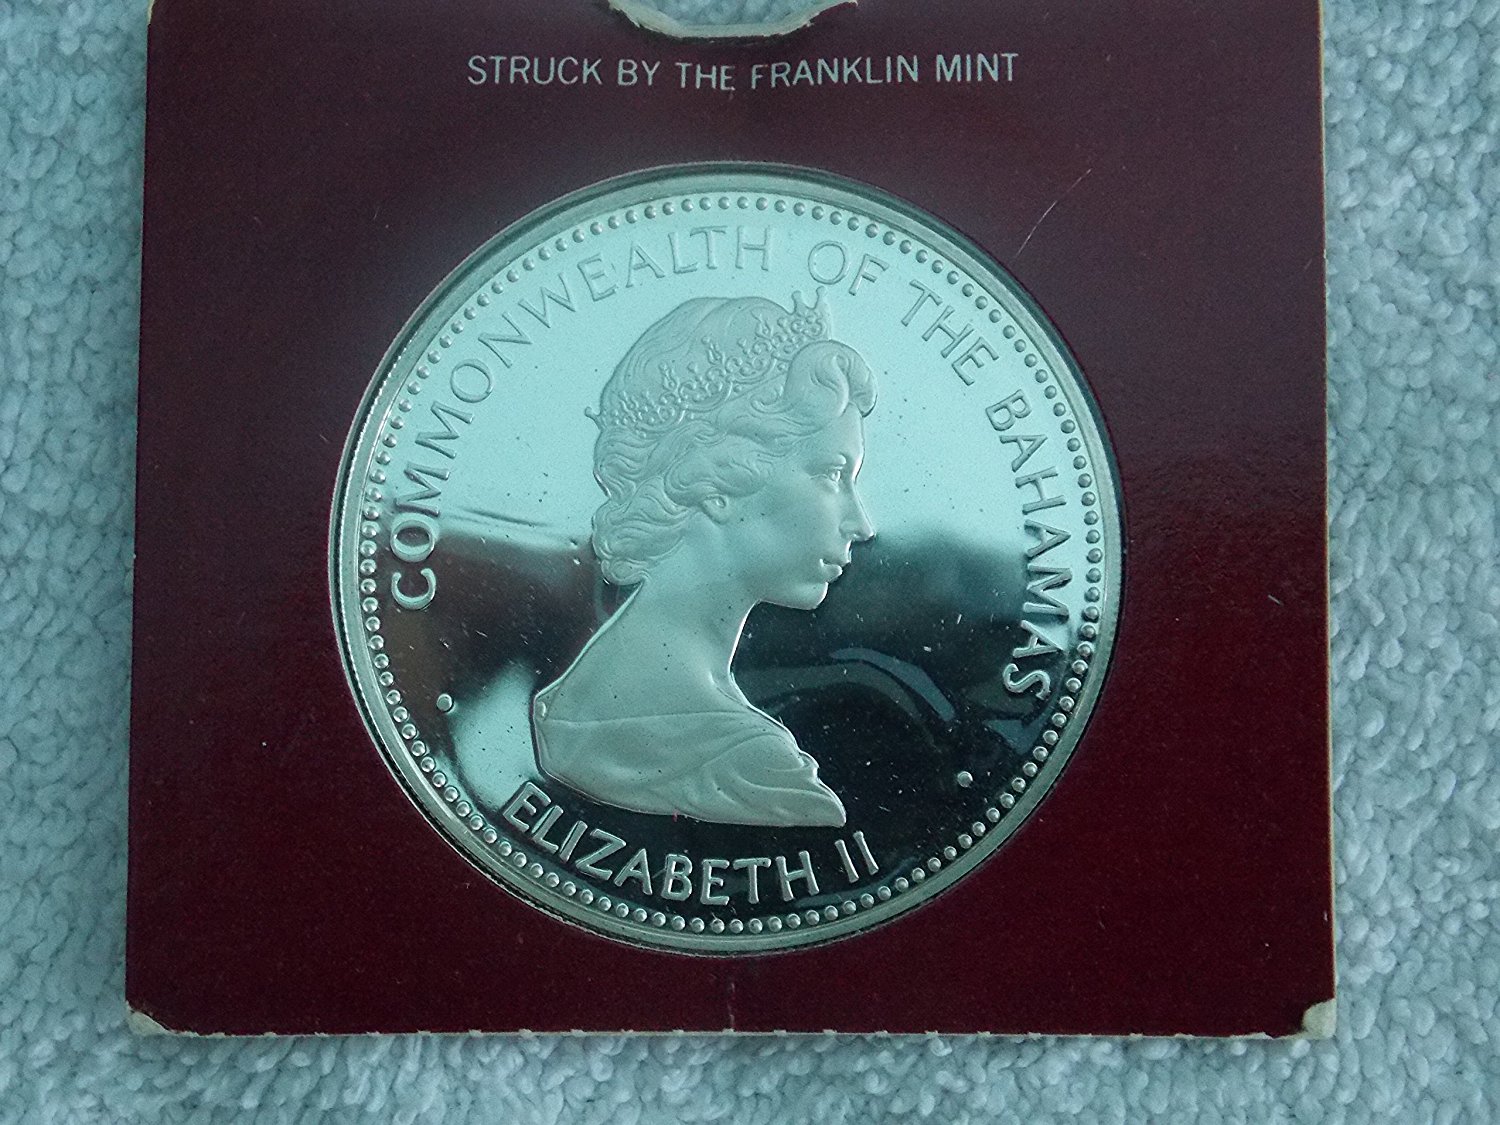 STRUCK BY THE FRANKLIN MINT
COMMONWEALTH OF THE BAHAMAS
ELIZABETH II